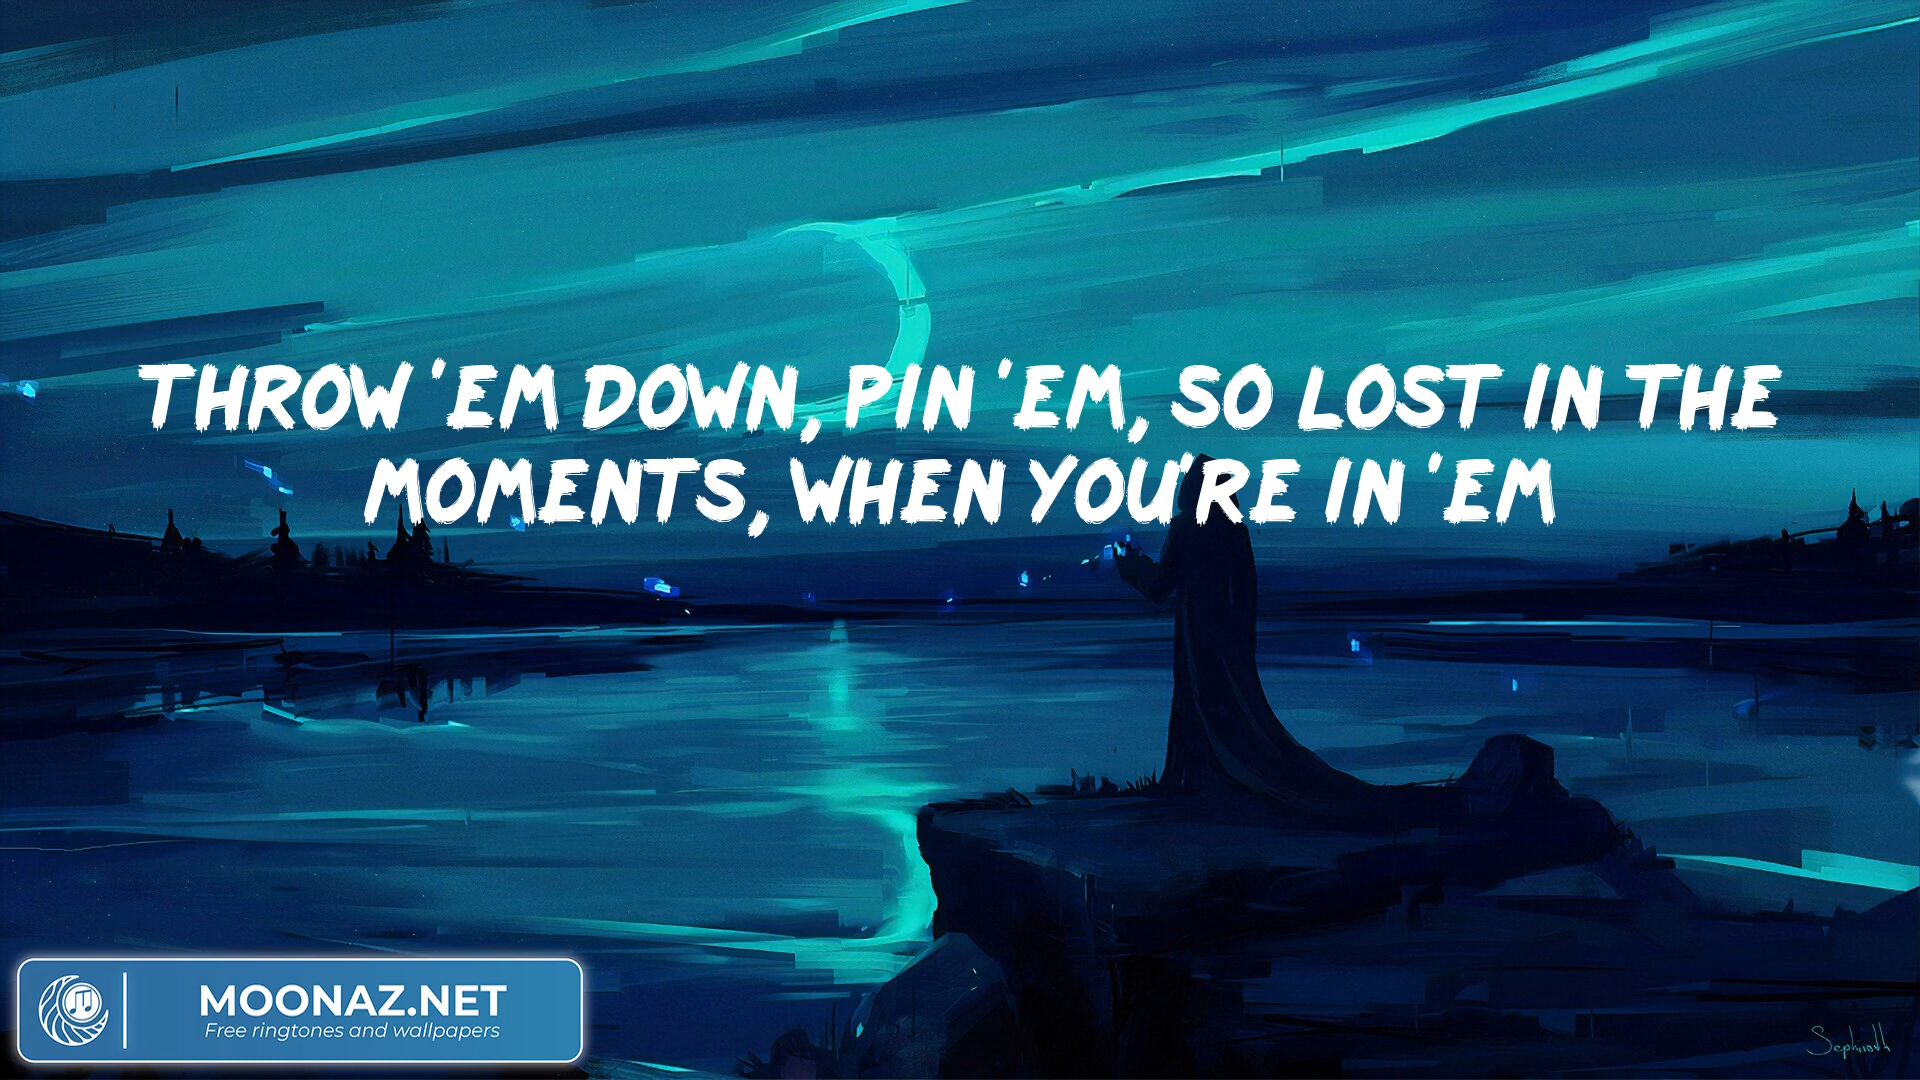 THROW 'EM DOWN, PIN 'EM, SO LOST IN THE
MOMENTS, WHEN YOU'RE IN 'EM
MOONAZ.NET
Free ringtones and wallpapers
Sephiroth